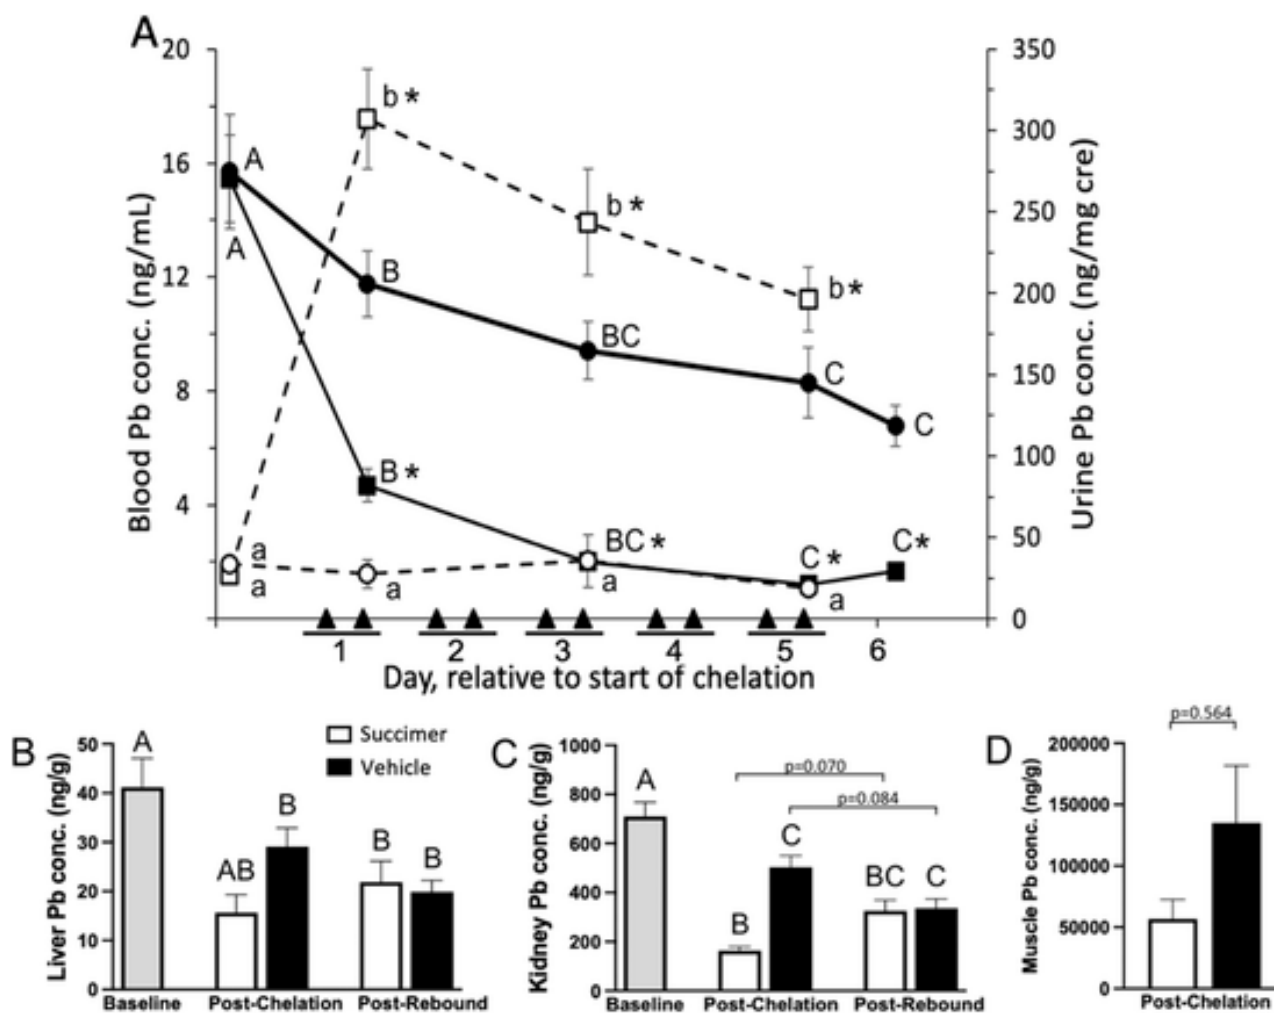 A
20
16
12
8
4
Blood Pb conc. (ng/mL)
350
300
250
200
150
100
50
0
Urine Pb conc. (ng/mg cre)
b*
b*
b*
A
A
B
BC
C
C
B*
BC*
C*
C*
a
a
a
a
a
1 2 3 4 5 6
Day, relative to start of chelation
B
Liver Pb conc. (ng/g)
50
40
30
20
10
0
A
AB
B
B
B
Succimer
Vehicle
Baseline Post-Chelation Post-Rebound
C
Kidney Pb conc. (ng/g)
1000
800
600
400
200
0
A
B
C
BC
C
p=0.070
p=0.084
Baseline Post-Chelation Post-Rebound
D
Muscle Pb conc. (ng/g)
200000
150000
100000
50000
0
p=0.564
Post-Chelation